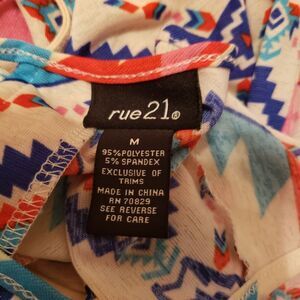 rue21®
M
95%POLYESTER
5% SPANDEX
EXCLUSIVE OF
TRIMS
MADE IN CHINA
RN 70829
SEE REVERSE
FOR CARE